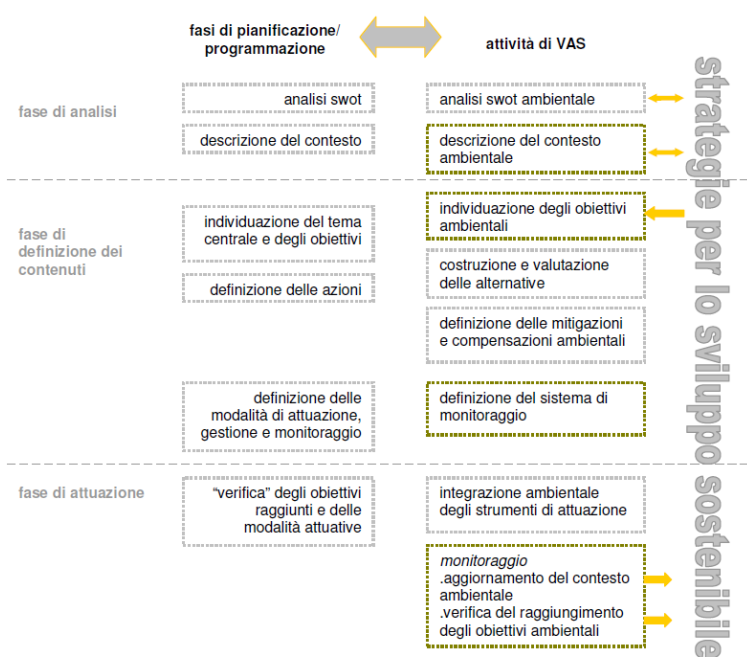 fasi di pianificazione/
programmazione
attività di VAS
fase di analisi
analisi swot
analisi swot ambientale
descrizione del contesto
descrizione del contesto
ambientale
fase di
definizione dei
contenuti
individuazione del tema
centrale e degli obiettivi
individuazione degli obiettivi
ambientali
definizione delle azioni
costruzione e valutazione
delle alternative
definizione delle mitigazioni
e compensazioni ambientali
definizione delle
modalità di attuazione,
gestione e monitoraggio
definizione del sistema di
monitoraggio
fase di attuazione
“verifica” degli obiettivi
raggiunti e delle
modalità attuative
integrazione ambientale
degli strumenti di attuazione
monitoraggio
.aggiornamento del contesto
ambientale
.verifica del raggiungimento
degli obiettivi ambientali
strategie per lo sviluppo sostenibile